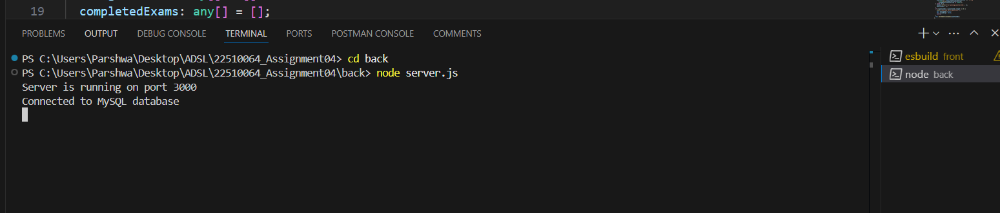 19 completedExams: any[] = [];
PROBLEMS OUTPUT DEBUG CONSOLE TERMINAL PORTS POSTMAN CONSOLE COMMENTS
PS C:\Users\Parshwa\Desktop\ADSL\22510064_Assignment04> cd back
PS C:\Users\Parshwa\Desktop\ADSL\22510064_Assignment04\back> node server.js
Server is running on port 3000
Connected to MySQL database
esbuild front
node back